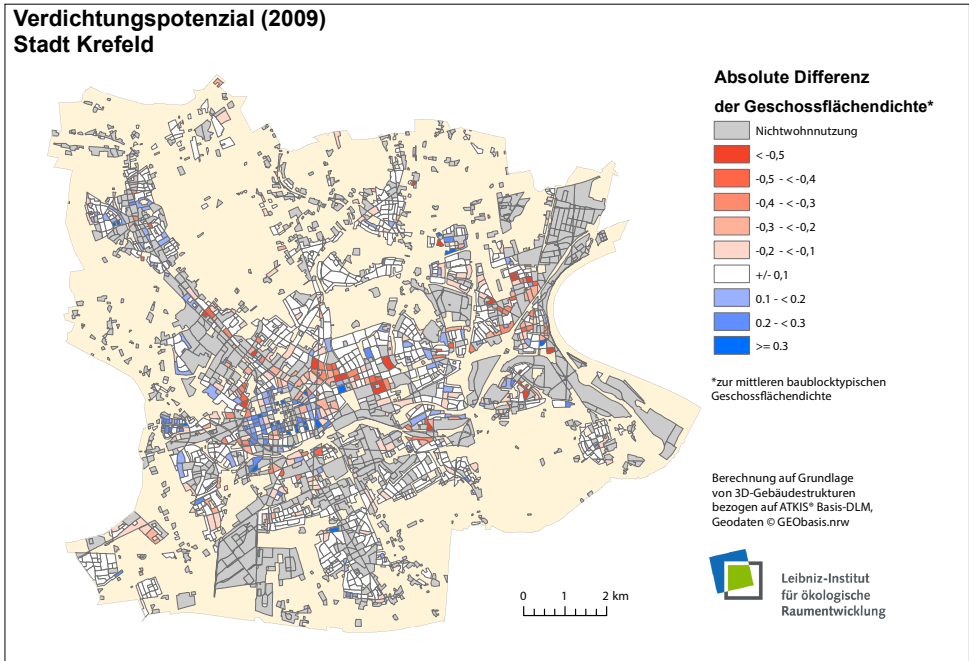 Verdichtungspotenzial (2009)
Stadt Krefeld
Absolute Differenz
der Geschossflächendichte*
Nichtwohnnutzung
< -0,5
-0,5 - < -0,4
-0,4 - < -0,3
-0,3 - < -0,2
-0,2 - < -0,1
+/- 0,1
0.1 - < 0.2
0.2 - < 0.3
>= 0.3
*zur mittleren baublocktypischen
Geschossflächendichte
Berechnung auf Grundlage
von 3D-Gebäudestrukturen
bezogen auf ATKIS® Basis-DLM,
Geodaten © GEObasis.nrw
0 1 2 km
Leibniz-Institut
für ökologische
Raumentwicklung